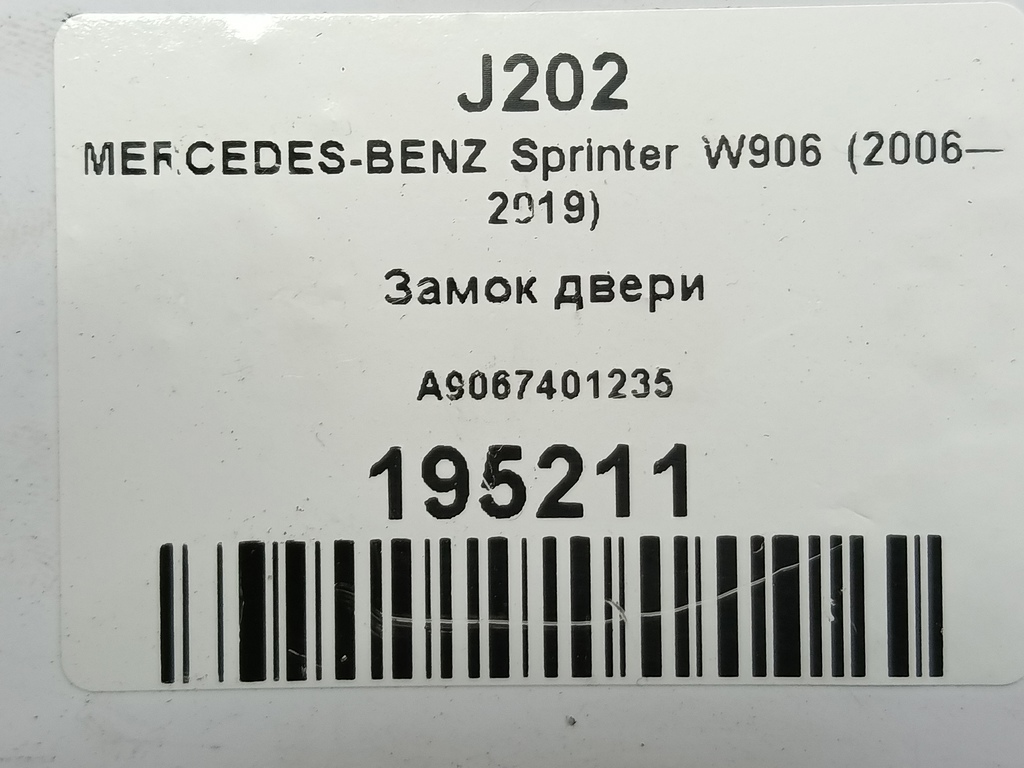 J202
MERCEDES-BENZ Sprinter W906 (2006—
2019)
Замок двери
A9067401235
195211